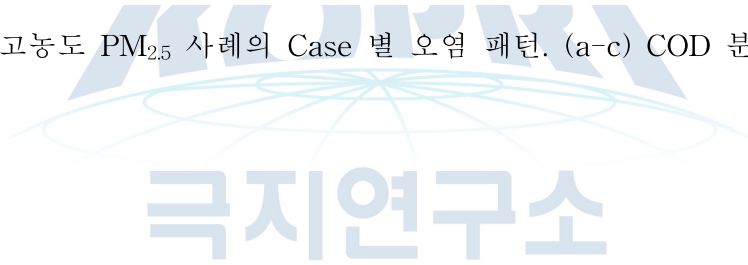 고농도 PM2.5 사례의 Case 별 오염 패턴. (a-c) COD 분
극지연구소